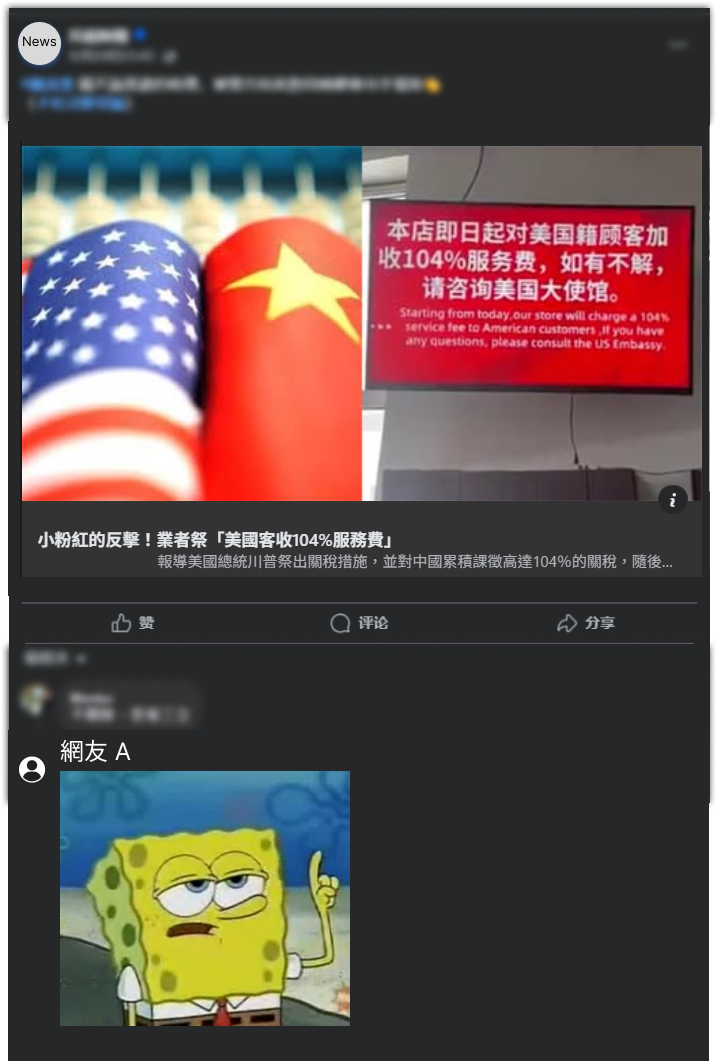 News
本店即日起对美国籍顾客加
收104%服务费，如有不解，
请咨询美国大使馆。
Starting from today,our store will charge a 104%
service fee to American customers ,If you have
any questions, please consult the US Embassy.
小粉紅的反擊！業者祭「美國客收104%服務費」
報導美國總統川普祭出關稅措施，並對中國累積課徵高達104%的關稅，隨後...
赞 评论 分享
網友 A